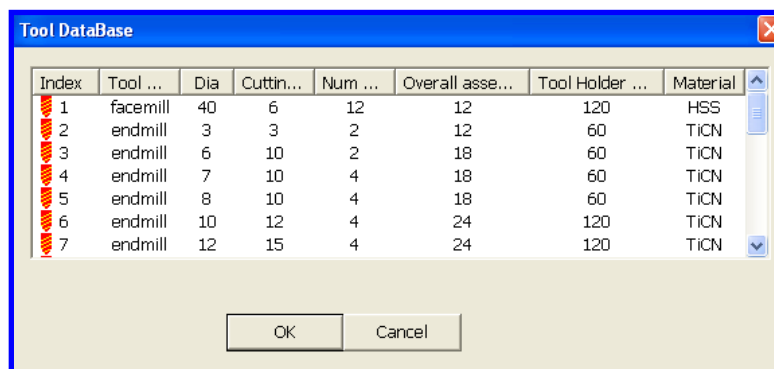 Tool DataBase
Index Tool ... Dia Cuttin... Num ... Overall asse... Tool Holder ... Material
1 facemill 40 6 12 12 120 HSS
2 endmill 3 3 2 12 60 TiCN
3 endmill 6 10 2 18 60 TiCN
4 endmill 7 10 4 18 60 TiCN
5 endmill 8 10 4 18 60 TiCN
6 endmill 10 12 4 24 120 TiCN
7 endmill 12 15 4 24 120 TiCN
OK Cancel